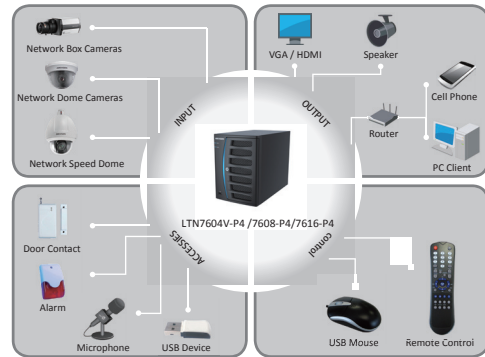 Network Box Cameras
Network Dome Cameras
Network Speed Dome
INPUT
VGA / HDMI
Speaker
Cell Phone
Router
PC Client
OUTPUT
LTN7604V-P4 /7608-P4/7616-P4
Door Contact
Alarm
Microphone
USB Device
ACCESSIES
control
USB Mouse
Remote Controi